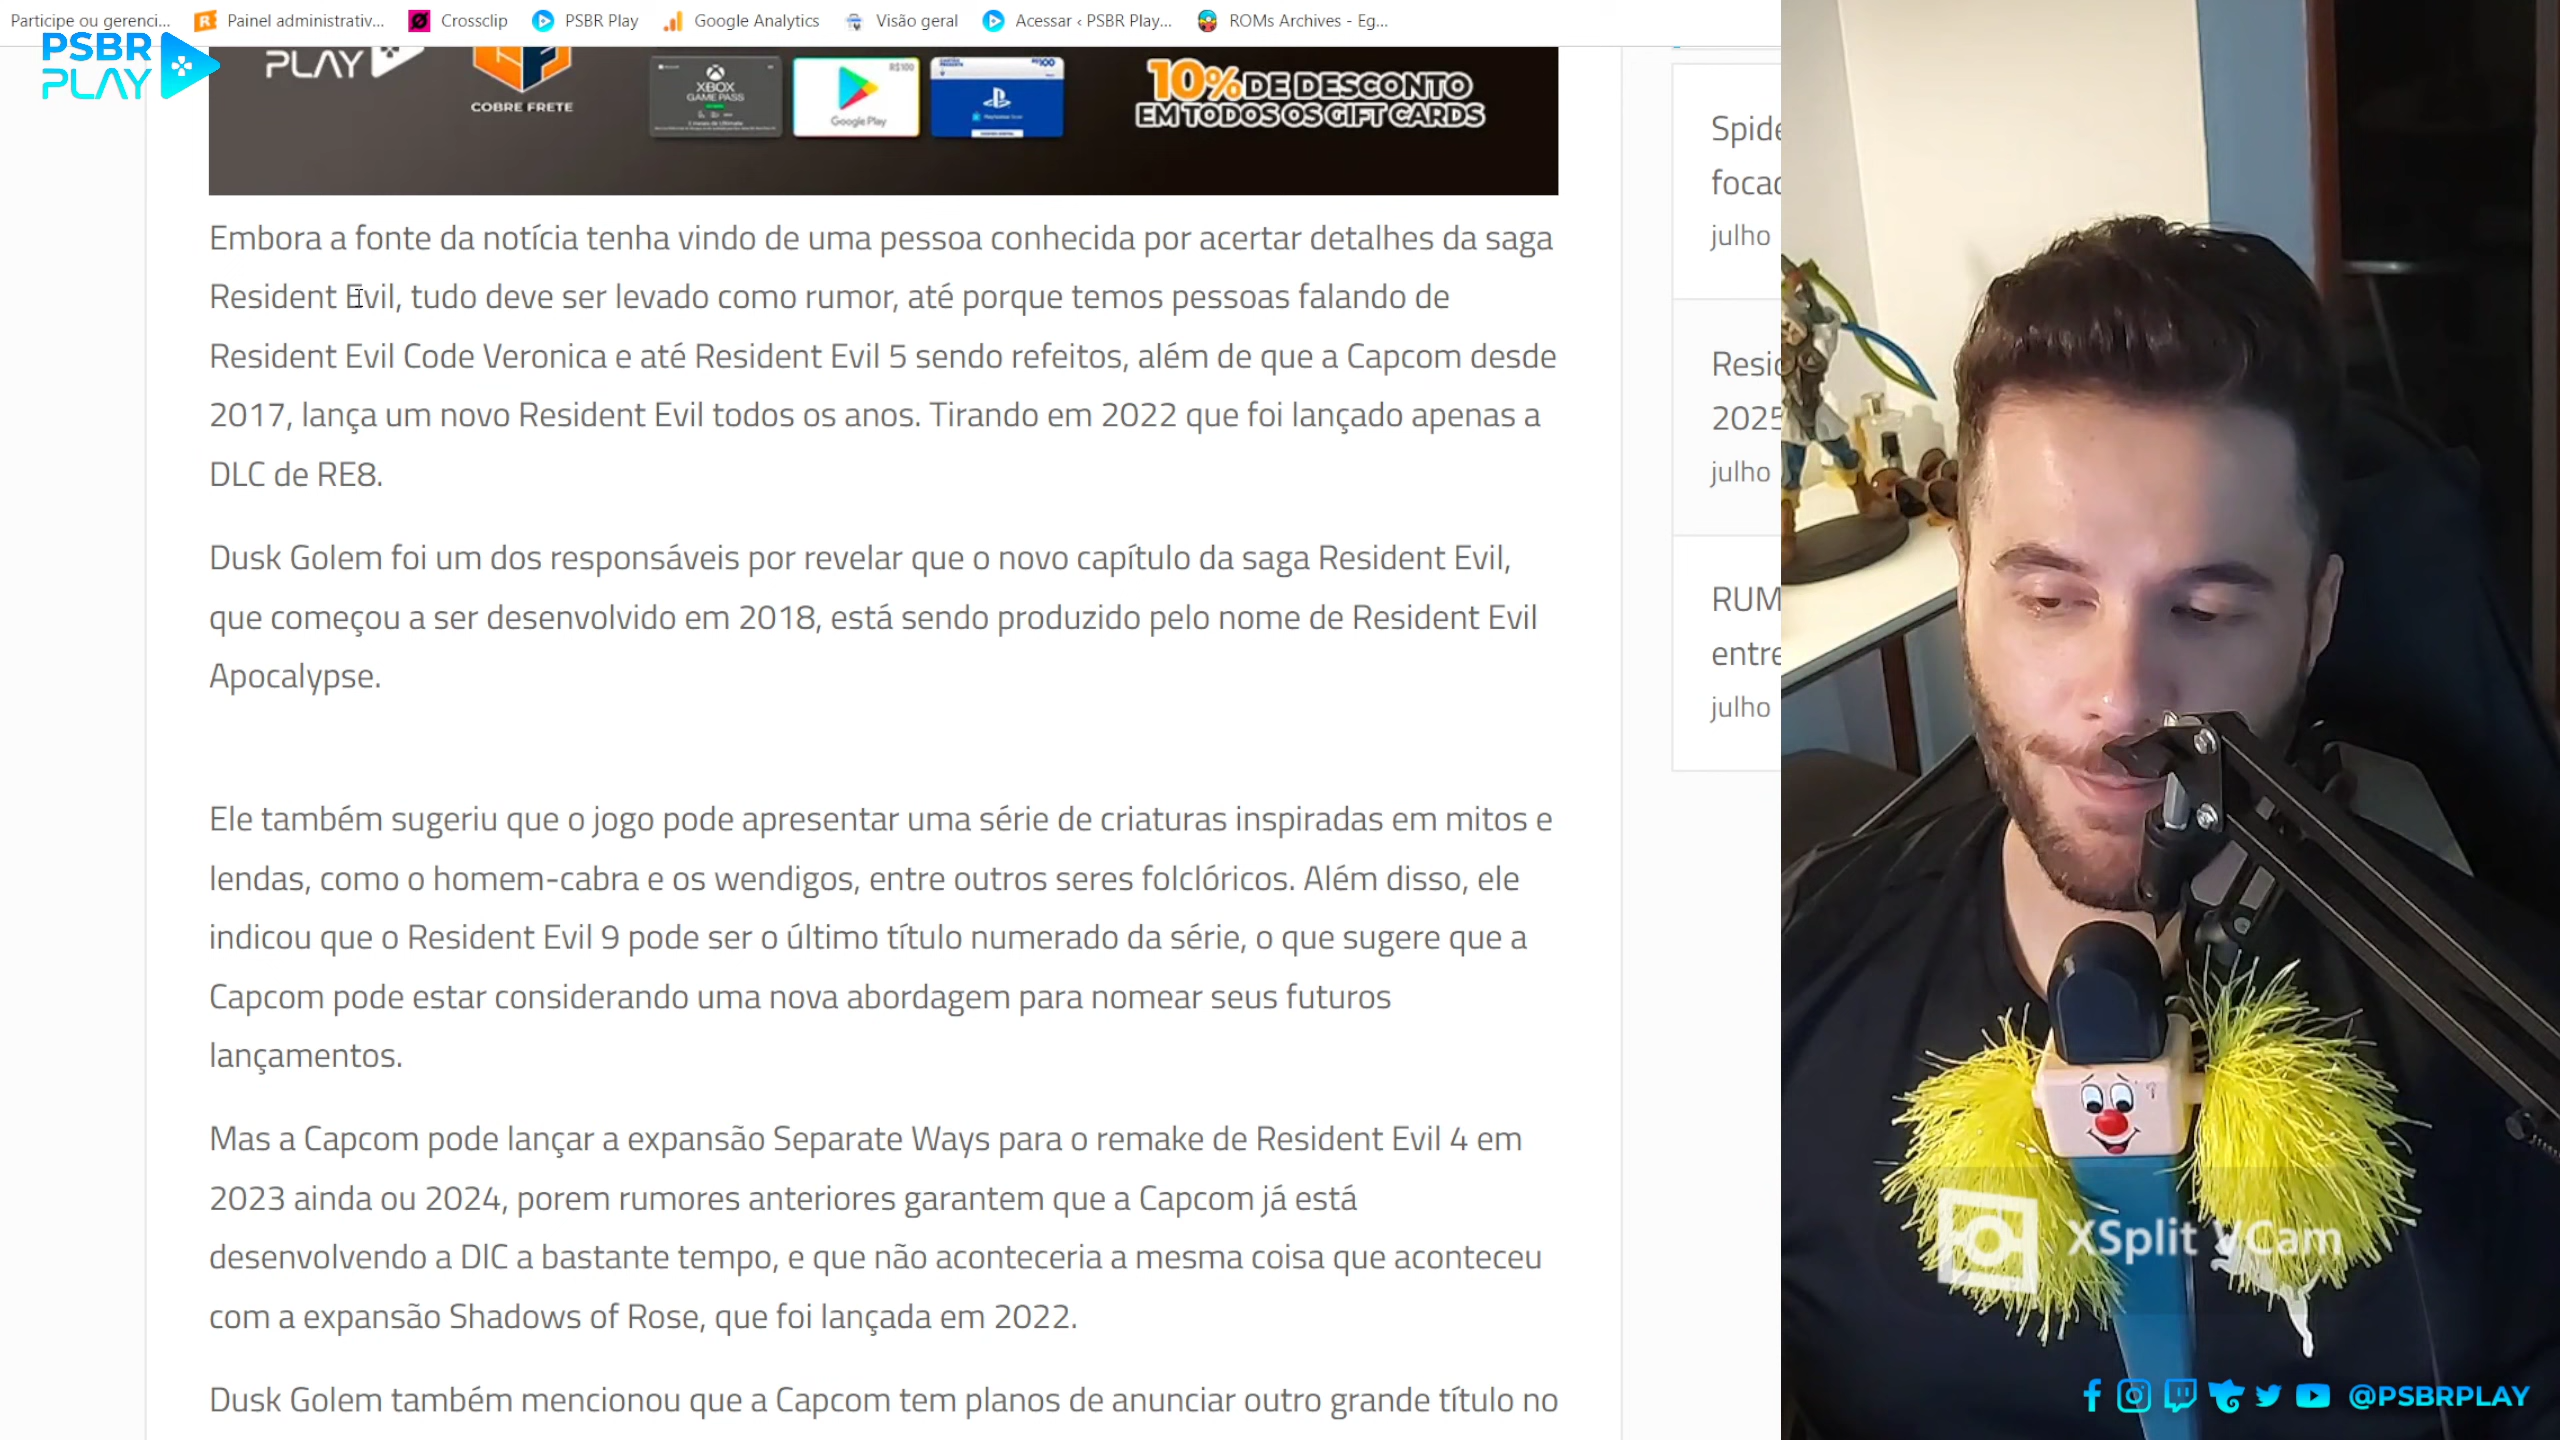 Participe ou gerenci...
Painel administrativ...
Crossclip
PSBR Play
Google Analytics
Visão geral
Acessar ‹ PSBR Play...
ROMs Archives - Eg...
PSBR
PLAY
PLAY
COBRE FRETE
XBOX
GAME PASS
R$100
Google Play
R$100
10% DE DESCONTO
EM TODOS OS GIFT CARDS
Embora a fonte da notícia tenha vindo de uma pessoa conhecida por acertar detalhes da saga
Resident Evil, tudo deve ser levado como rumor, até porque temos pessoas falando de
Resident Evil Code Veronica e até Resident Evil 5 sendo refeitos, além de que a Capcom desde
2017, lança um novo Resident Evil todos os anos. Tirando em 2022 que foi lançado apenas a
DLC de RE8.
Dusk Golem foi um dos responsáveis por revelar que o novo capítulo da saga Resident Evil,
que começou a ser desenvolvido em 2018, está sendo produzido pelo nome de Resident Evil
Apocalypse.
Ele também sugeriu que o jogo pode apresentar uma série de criaturas inspiradas em mitos e
lendas, como o homem-cabra e os wendigos, entre outros seres folclóricos. Além disso, ele
indicou que o Resident Evil 9 pode ser o último título numerado da série, o que sugere que a
Capcom pode estar considerando uma nova abordagem para nomear seus futuros
lançamentos.
Mas a Capcom pode lançar a expansão Separate Ways para o remake de Resident Evil 4 em
2023 ainda ou 2024, porem rumores anteriores garantem que a Capcom já está
desenvolvendo a DlC a bastante tempo, e que não aconteceria a mesma coisa que aconteceu
com a expansão Shadows of Rose, que foi lançada em 2022.
Dusk Golem também mencionou que a Capcom tem planos de anunciar outro grande título no
Spide
focad
julho
Resid
2025
julho
RUM
entre
julho
XSplit VCam
@PSBRPLAY